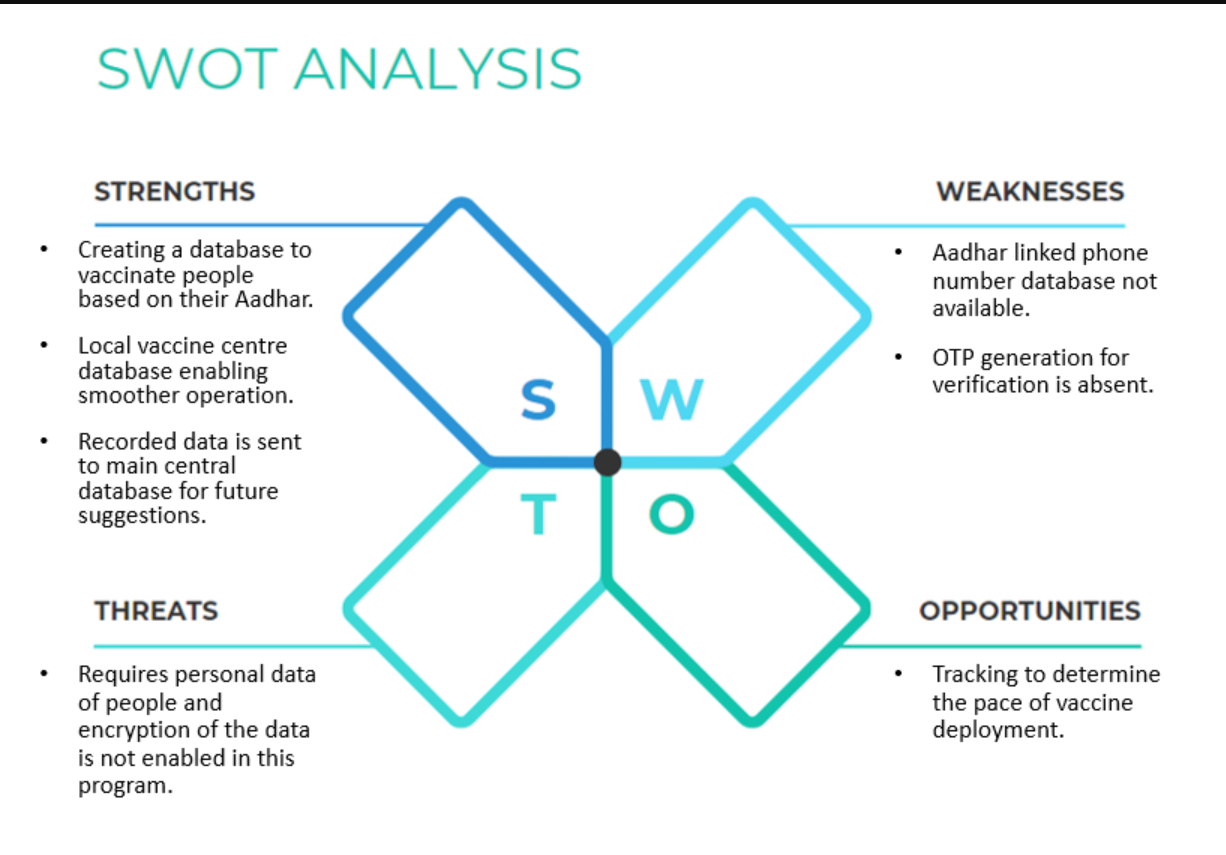 SWOT ANALYSIS
STRENGTHS
• Creating a database to
vaccinate people
based on their Aadhar.
• Local vaccine centre
database enabling
smoother operation.
• Recorded data is sent
to main central
database for future
suggestions.
WEAKNESSES
• Aadhar linked phone
number database not
available.
• OTP generation for
verification is absent.
S W
T O
THREATS
• Requires personal data
of people and
encryption of the data
is not enabled in this
program.
OPPORTUNITIES
• Tracking to determine
the pace of vaccine
deployment.